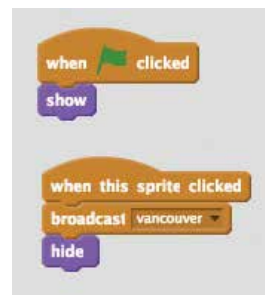 when clicked
show
when this sprite clicked
broadcast vancouver
hide